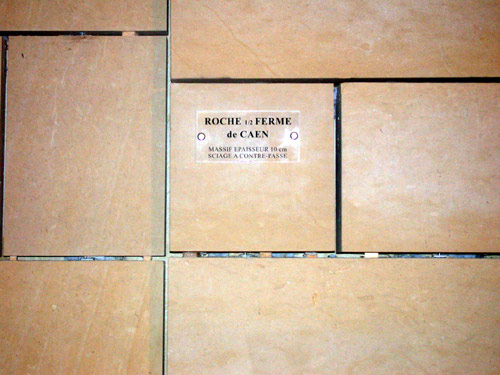 ROCHE 1/2 FERME
de CAEN
MASSIF EPAISSEUR 10 cm
SCIAGE A CONTRE-PASSE